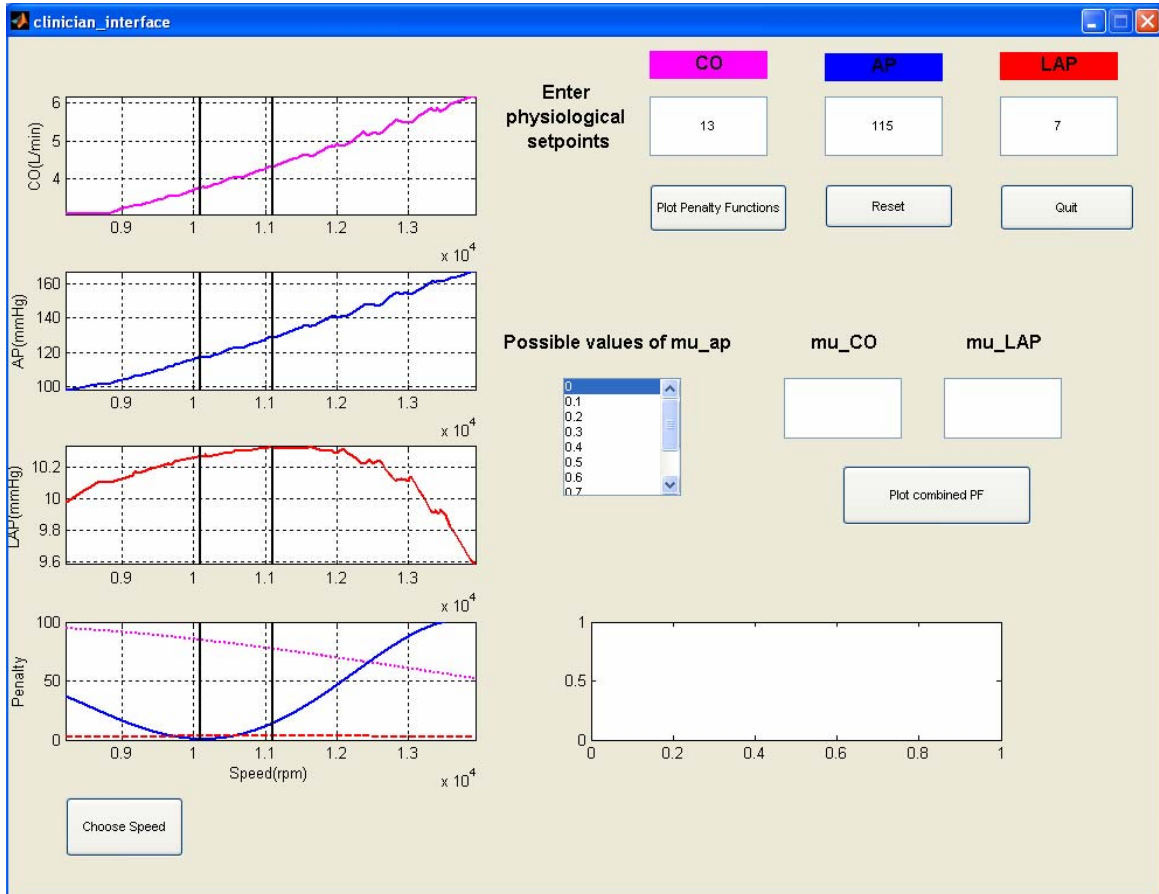 clinician_interface
CO
AP
LAP
Enter
physiological
setpoints
13
115
7
Plot Penalty Functions
Reset
Quit
CO(L/min)
6
5
4
0.9
1
1.1
1.2
1.3
x 10^4
AP(mmHg)
160
140
120
100
0.9
1
1.1
1.2
1.3
x 10^4
Possible values of mu_ap
mu_CO
mu_LAP
0
0.1
0.2
0.3
0.4
0.5
0.6
0.7
Plot combined PF
LAP(mmHg)
10.2
10
9.8
9.6
0.9
1
1.1
1.2
1.3
x 10^4
Penalty
100
50
0
0.9
1
1.1
1.2
1.3
Speed(rpm)
x 10^4
1
0.5
0
0
0.2
0.4
0.6
0.8
1
Choose Speed